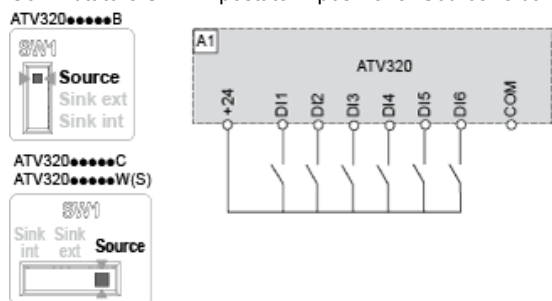 ATV320●●●●●B
SW1
Source
Sink ext
Sink int
A1
ATV320
+24
DI1
DI2
DI3
DI4
DI5
DI6
COM
ATV320●●●●●C
ATV320●●●●●W(S)
SW1
Sink int
Sink ext
Source